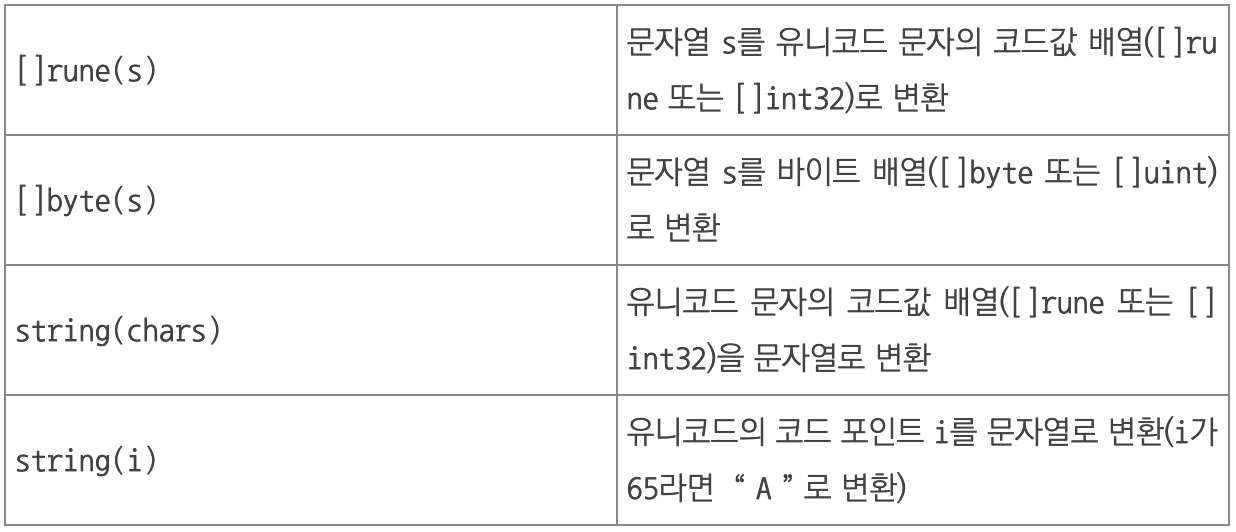 []rune(s)
문자열 s를 유니코드 문자의 코드값 배열([]ru
ne 또는 []int32)로 변환
[]byte(s)
문자열 s를 바이트 배열([]byte 또는 []uint)
로 변환
string(chars)
유니코드 문자의 코드값 배열([]rune 또는 []
int32)을 문자열로 변환
string(i)
유니코드의 코드 포인트 i를 문자열로 변환(i가
65라면 “ A ” 로 변환)